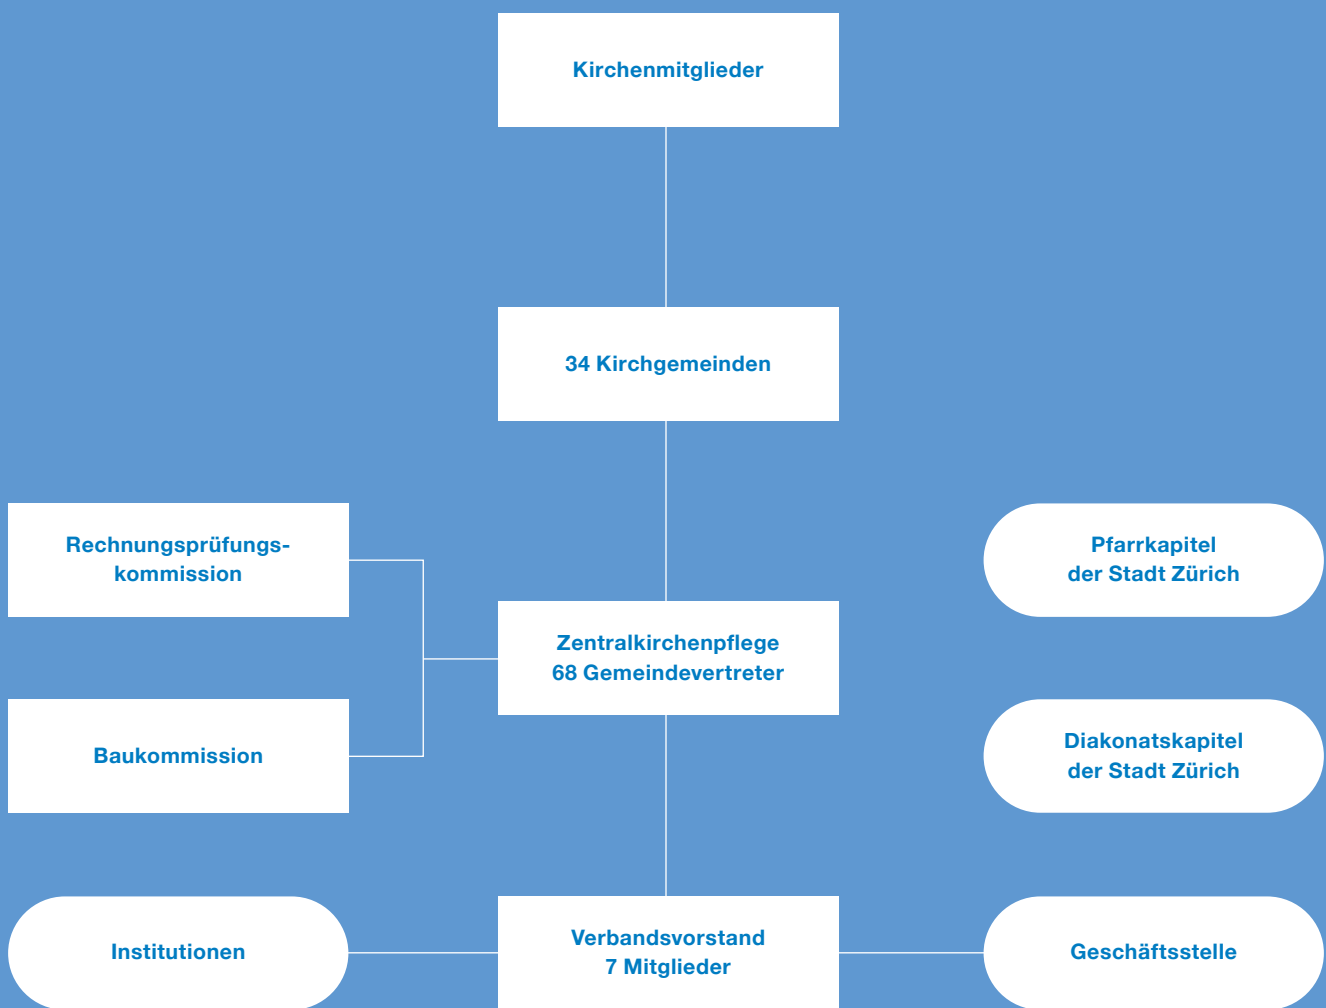 Kirchenmitglieder
34 Kirchgemeinden
Rechnungsprüfungs-
kommission
Pfarrkapitel
der Stadt Zürich
Zentralkirchenpflege
68 Gemeindevertreter
Baukommission
Diakonatskapitel
der Stadt Zürich
Institutionen
Verbandsvorstand
7 Mitglieder
Geschäftsstelle